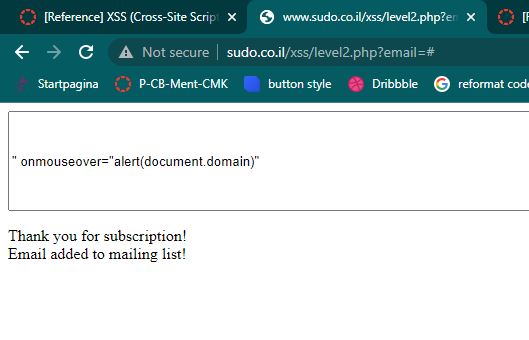 [Reference] XSS (Cross-Site Script
www.sudo.co.il/xss/level2.php?em
[F
Not secure
sudo.co.il/xss/level2.php?email=#
Startpagina
P-CB-Ment-CMK
button style
Dribbble
reformat code
" onmouseover="alert(document.domain)"
Thank you for subscription!
Email added to mailing list!